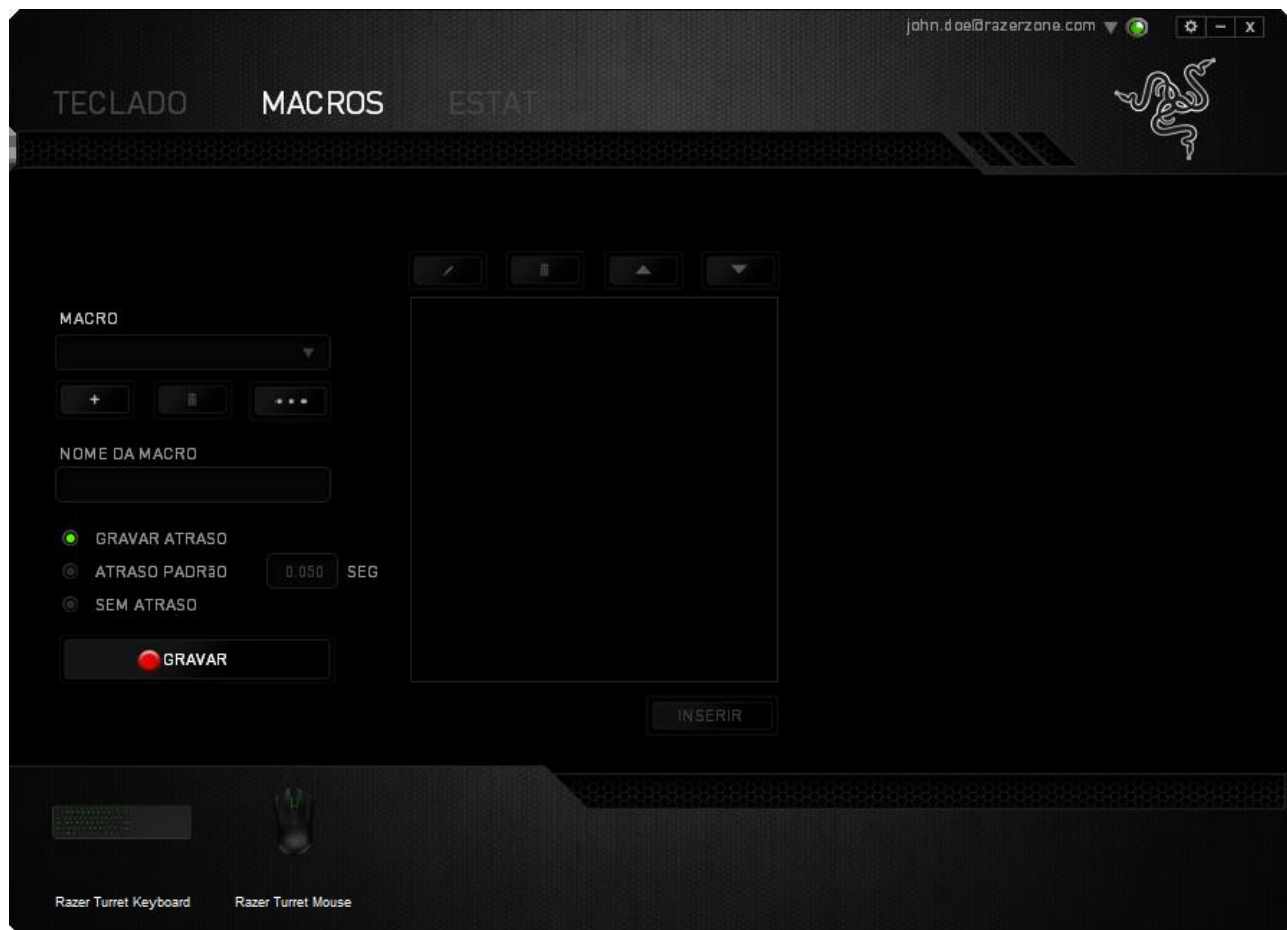 john.doe@razerzone.com
TECLADO MACROS ESTAT
MACRO
NOME DA MACRO
GRAVAR ATRASO
ATRASO PADRãO 0.050 SEG
SEM ATRASO
GRAVAR
INSERIR
Razer Turret Keyboard Razer Turret Mouse